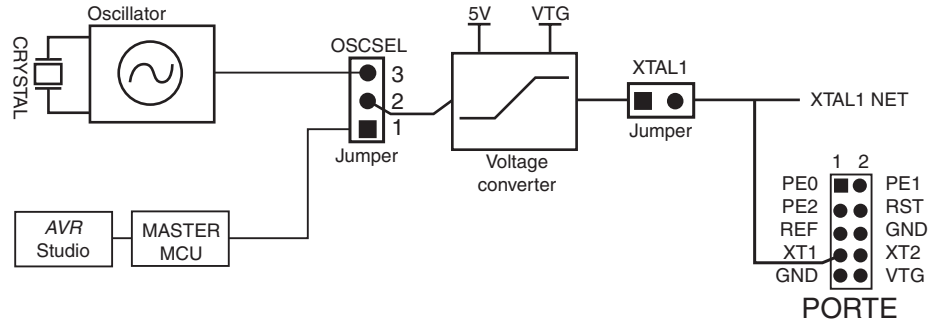 Oscillator
CRYSTAL
OSCSEL
3
2
1
Jumper
5V VTG
Voltage
converter
XTAL1
Jumper
XTAL1 NET
AVR
Studio
MASTER
MCU
1 2
PE0 PE1
PE2 RST
REF GND
XT1 XT2
GND VTG
PORTE